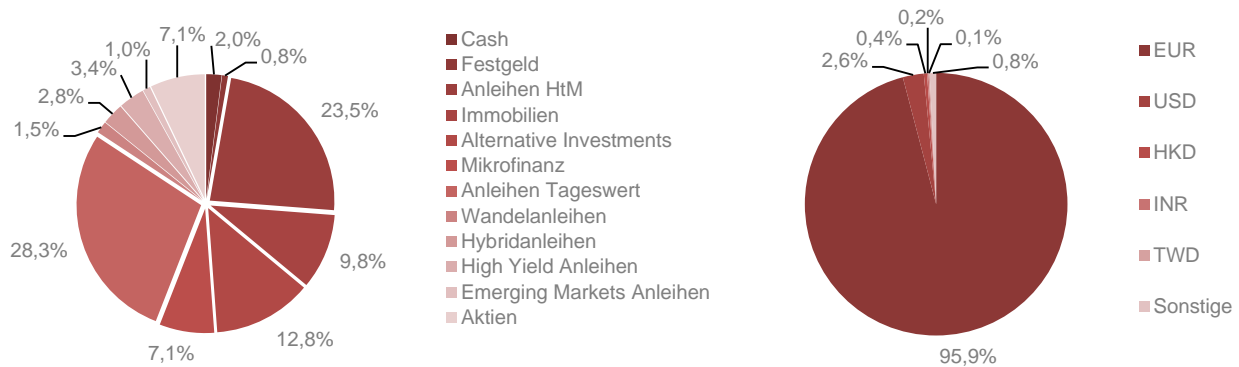 7,1%
2,0%
1,0%
0,8%
3,4%
2,8%
23,5%
1,5%
28,3%
9,8%
7,1%
12,8%
Cash
Festgeld
Anleihen HtM
Immobilien
Alternative Investments
Mikrofinanz
Anleihen Tageswert
Wandelanleihen
Hybridanleihen
High Yield Anleihen
Emerging Markets Anleihen
Aktien
0,2%
0,4%
0,1%
2,6%
0,8%
95,9%
EUR
USD
HKD
INR
TWD
Sonstige